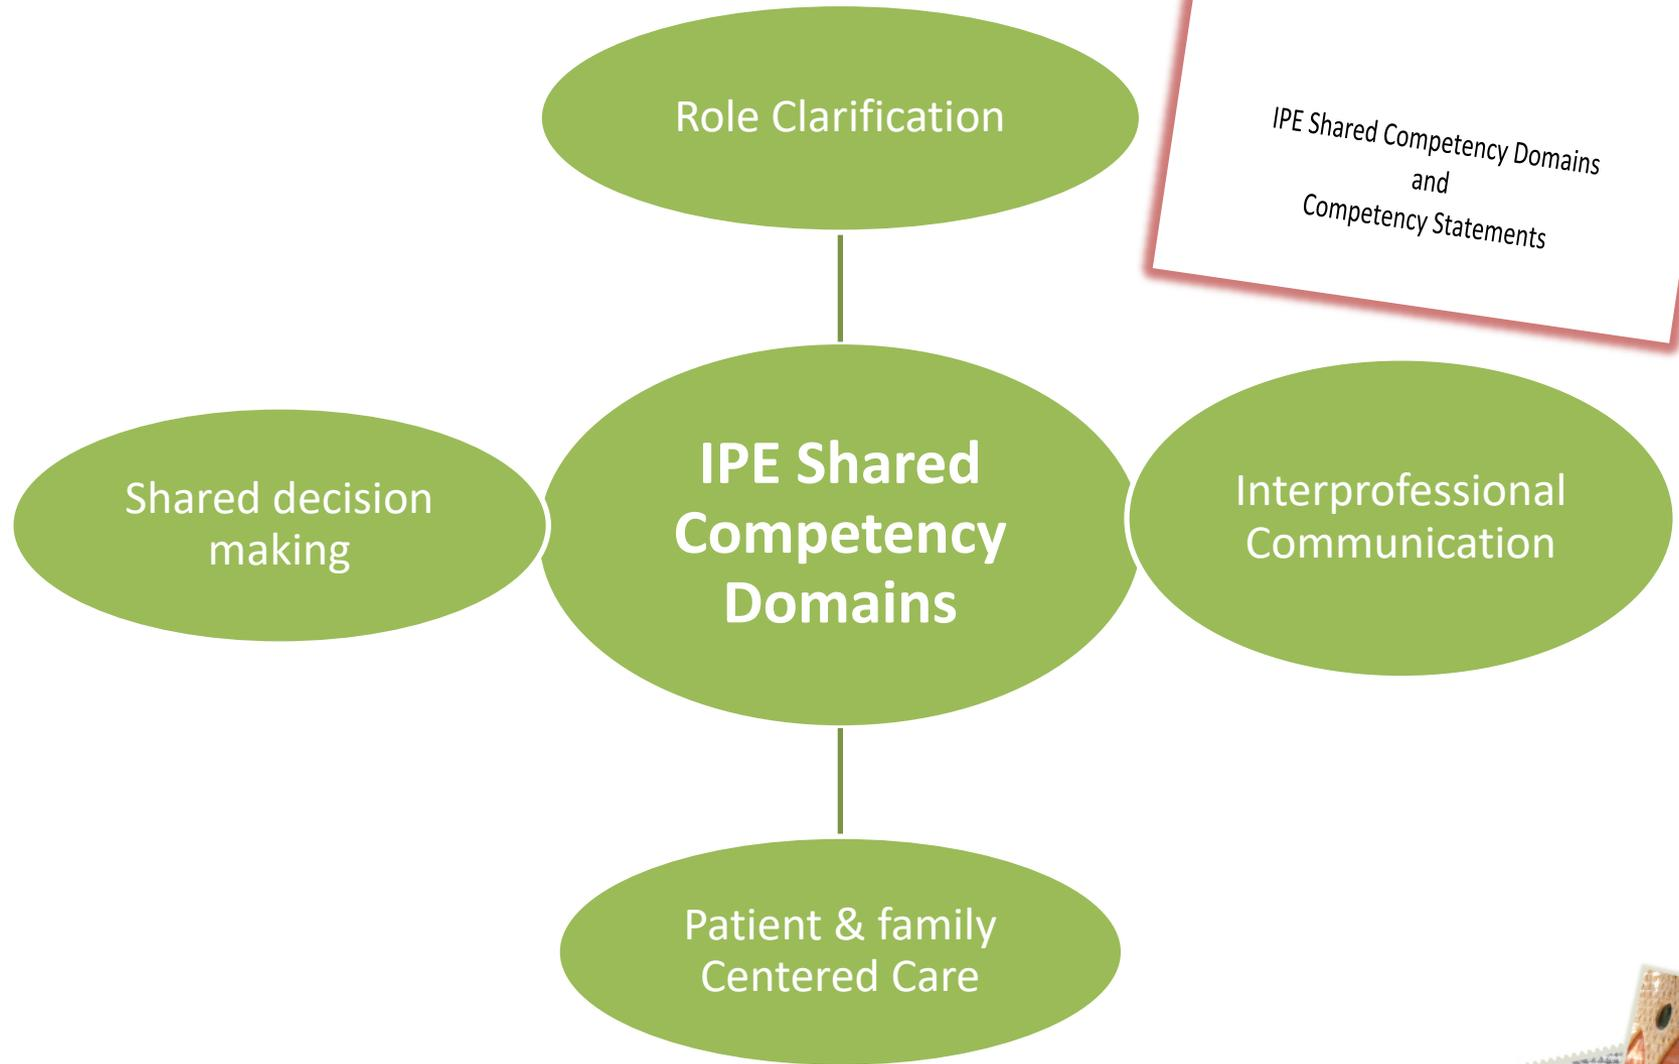 Role Clarification
IPE Shared Competency Domains
and
Competency Statements
Shared decision
making
IPE Shared
Competency
Domains
Interprofessional
Communication
Patient & family
Centered Care